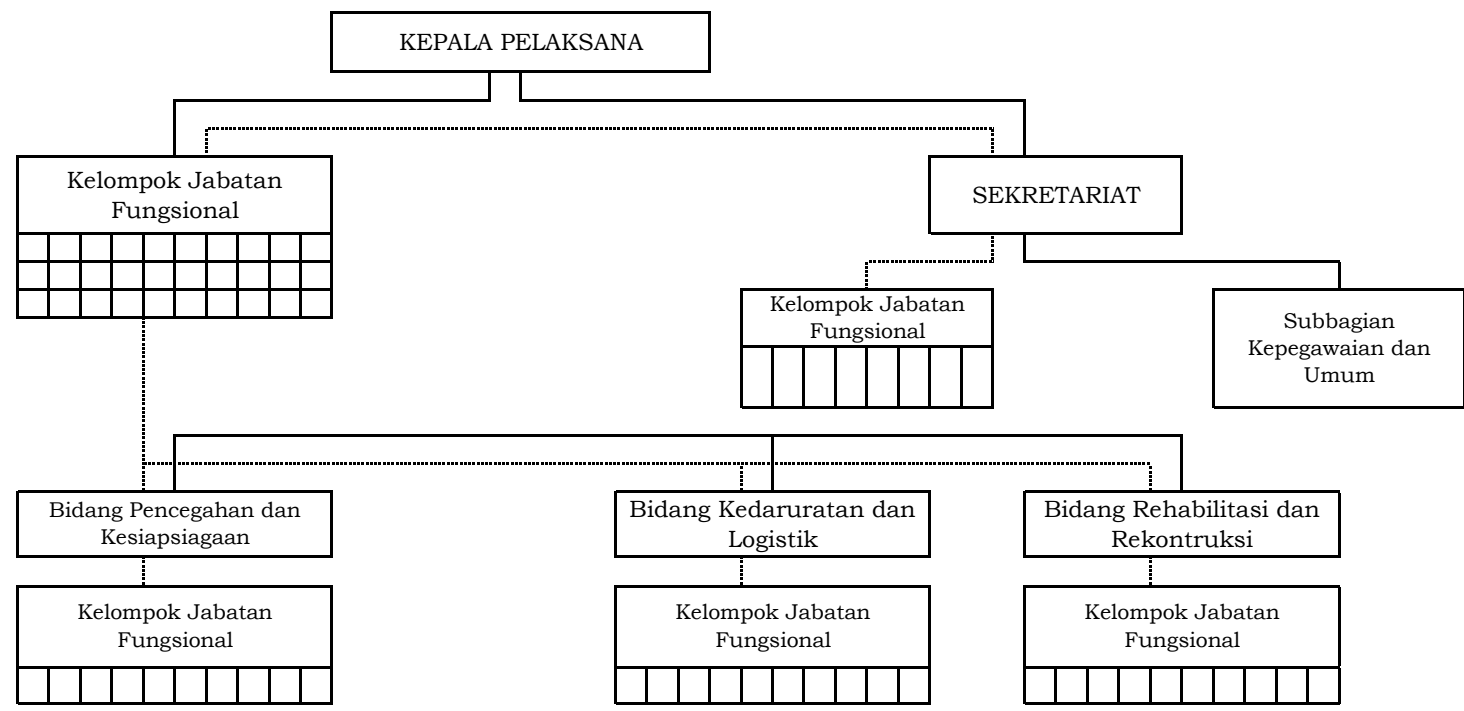 KEPALA PELAKSANA
Kelompok Jabatan
Fungsional
SEKRETARIAT
Kelompok Jabatan
Fungsional
Subbagian
Kepegawaian dan
Umum
Bidang Pencegahan dan
Kesiapsiagaan
Bidang Kedaruratan dan
Logistik
Bidang Rehabilitasi dan
Rekontruksi
Kelompok Jabatan
Fungsional
Kelompok Jabatan
Fungsional
Kelompok Jabatan
Fungsional